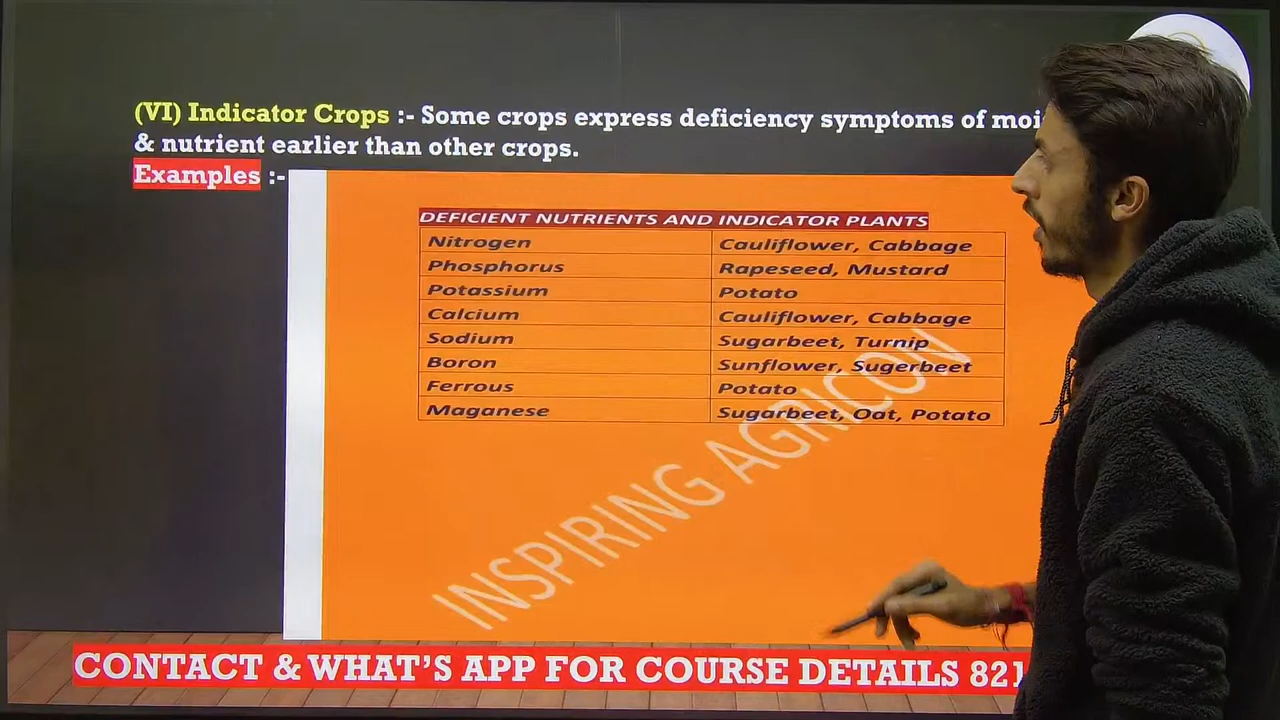 (VI) Indicator Crops :- Some crops express deficiency symptoms of
& nutrient earlier than other crops.
Examples :-
DEFICIENT NUTRIENTS AND INDICATOR PLANTS
Nitrogen Cauliflower, Cabbage
Phosphorus Rapeseed, Mustard
Potassium Potato
Calcium Cauliflower, Cabbage
Sodium Sugarbeet, Turnip
Boron Sunflower, Sugerbeet
Ferrous Potato
Maganese Sugarbeet, Oat, Potato
INSPIRING AGRICON
CONTACT & WHAT'S APP FOR COURSE DETAILS 821